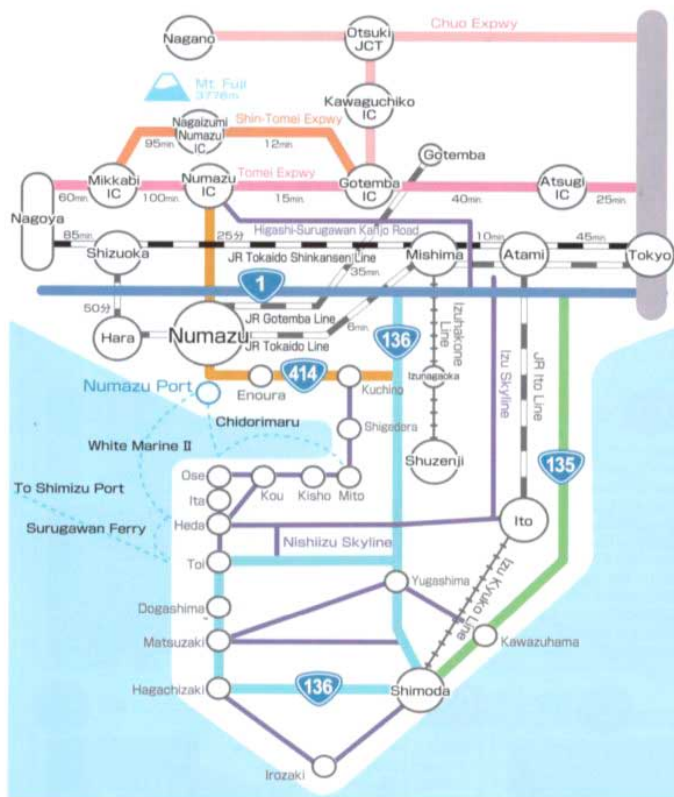 Chuo Expwy
Nagano
Otsuki
JCT
Mt. Fuji
3776m
Kawaguchiko
IC
Nagaizumi
Numazu
IC
Shin-Tomei Expwy
95min.
12min.
Gotemba
Mikkabi
IC
Numazu
IC
Tomei Expwy
Gotemba
IC
Atsugi
IC
60min.
100min.
15min.
40min.
25min.
Nagoya
Higashi-Surugawan Kanjo Road
85min.
25分
10min.
45min.
Shizuoka
JR Tokaido Shinkansen Line
Mishima
Atami
Tokyo
35min.
1
50分
JR Gotemba Line
6min.
Hara
Numazu
JR Tokaido Line
136
Izuhakone
Line
Izu Skyline
JR Ito Line
414
Numazu Port
Enoura
Kuchino
Izunagaoka
Chidorimaru
Shigedera
White Marine II
Shuzenji
135
Ose
Kou
Kisho
Mito
To Shimizu Port
Ita
Heda
Ito
Surugawan Ferry
Nishiizu Skyline
Toi
Yugashima
Izu Kyuko Line
Dogashima
Matsuzaki
Kawazuhama
Hagachizaki
136
Shimoda
Irozaki